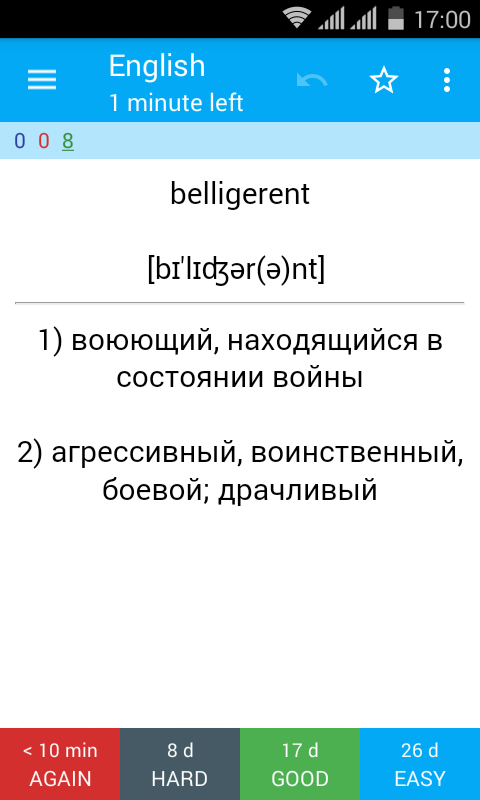 17:00
English
1 minute left
0 0 8
belligerent
[bɪ'lɪʤər(ə)nt]
1) воюющий, находящийся в
состоянии войны
2) агрессивный, воинственный,
боевой; драчливый
< 10 min 8 d 17 d 26 d
AGAIN HARD GOOD EASY